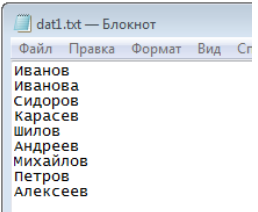 dat1.txt — Блокнот
Файл Правка Формат Вид
Иванов
Иванова
Сидоров
Карасев
Шилов
Андреев
Михайлов
Петров
Алексеев